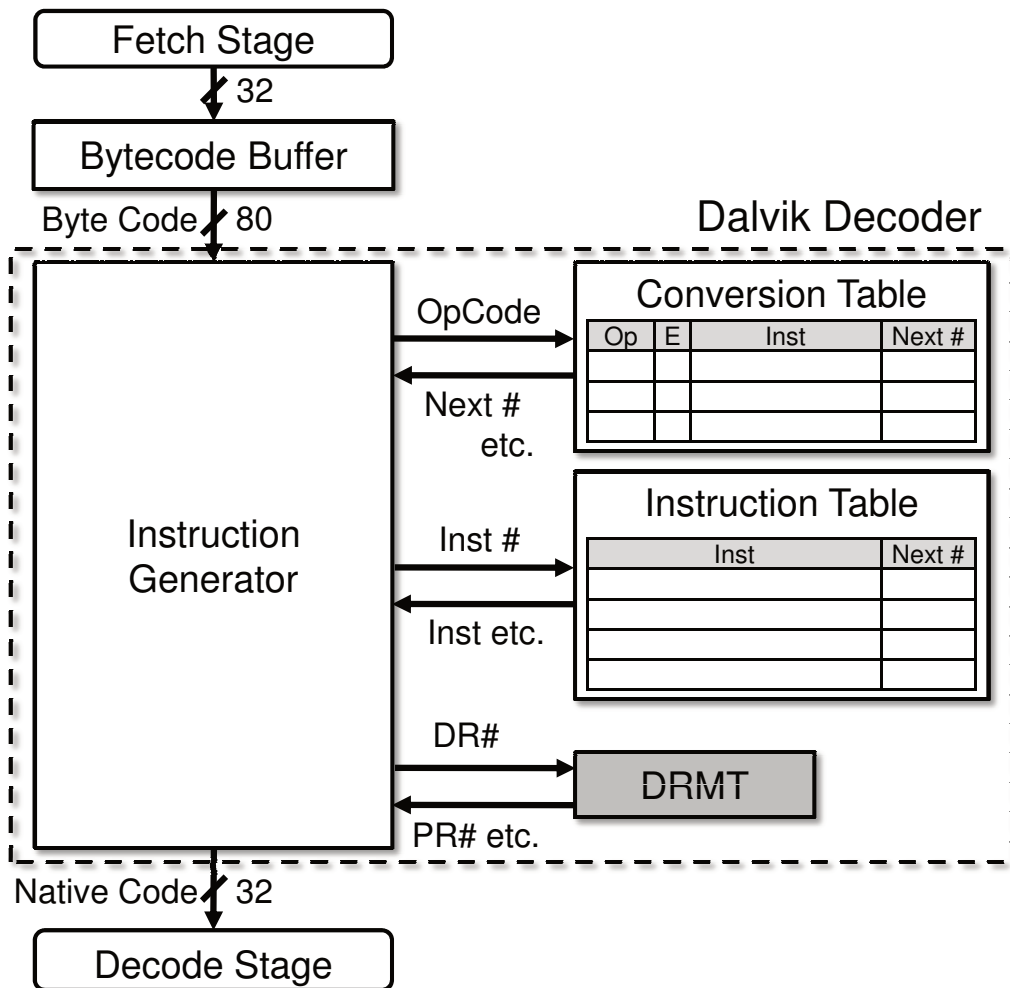 Fetch Stage
32
Bytecode Buffer
Byte Code 80
Dalvik Decoder
Conversion Table
OpCode
Op E Inst Next #
Next #
etc.
Instruction Table
Instruction
Generator
Inst #
Inst Next #
Inst etc.
DR#
DRMT
PR# etc.
Native Code 32
Decode Stage